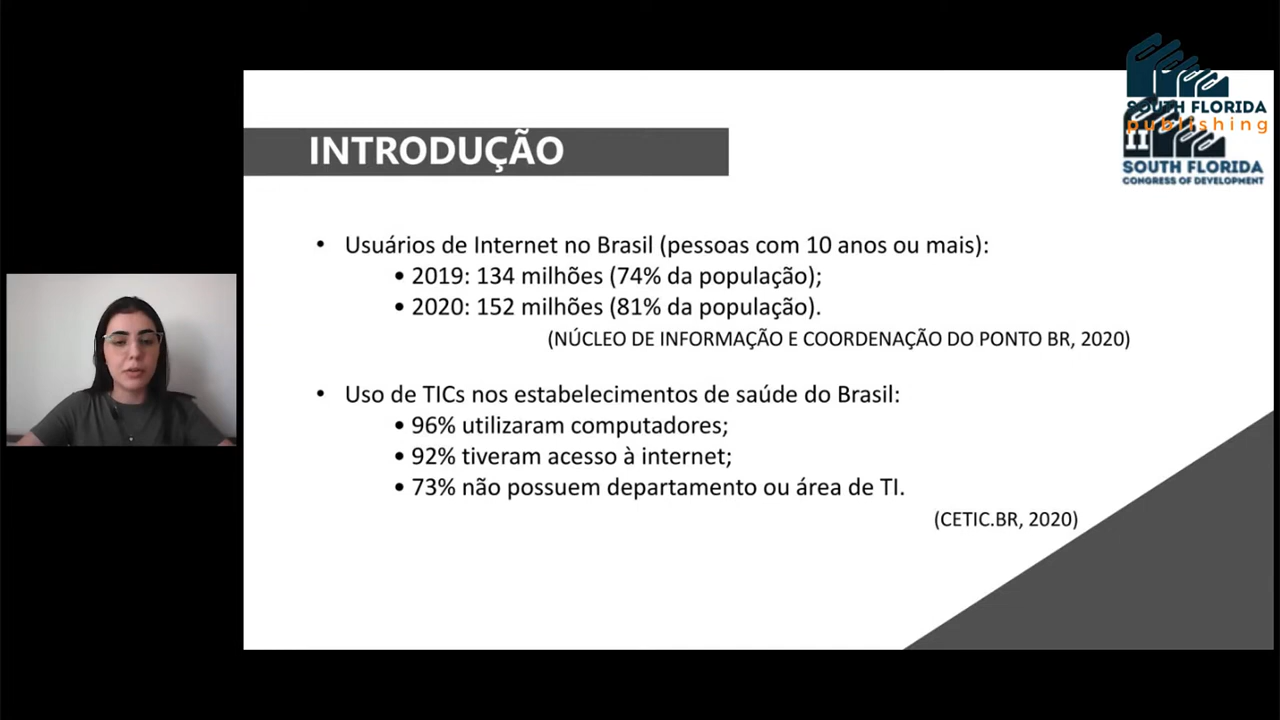 SOUTH FLORIDA
publishing
II
SOUTH FLORIDA
CONGRESS OF DEVELOPMENT
INTRODUÇÃO
• Usuários de Internet no Brasil (pessoas com 10 anos ou mais):
• 2019: 134 milhões (74% da população);
• 2020: 152 milhões (81% da população).
(NÚCLEO DE INFORMAÇÃO E COORDENAÇÃO DO PONTO BR, 2020)
• Uso de TICs nos estabelecimentos de saúde do Brasil:
• 96% utilizaram computadores;
• 92% tiveram acesso à internet;
• 73% não possuem departamento ou área de TI.
(CETIC.BR, 2020)